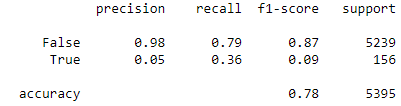 precision recall f1-score support
False 0.98 0.79 0.87 5239
True 0.05 0.36 0.09 156
accuracy 0.78 5395